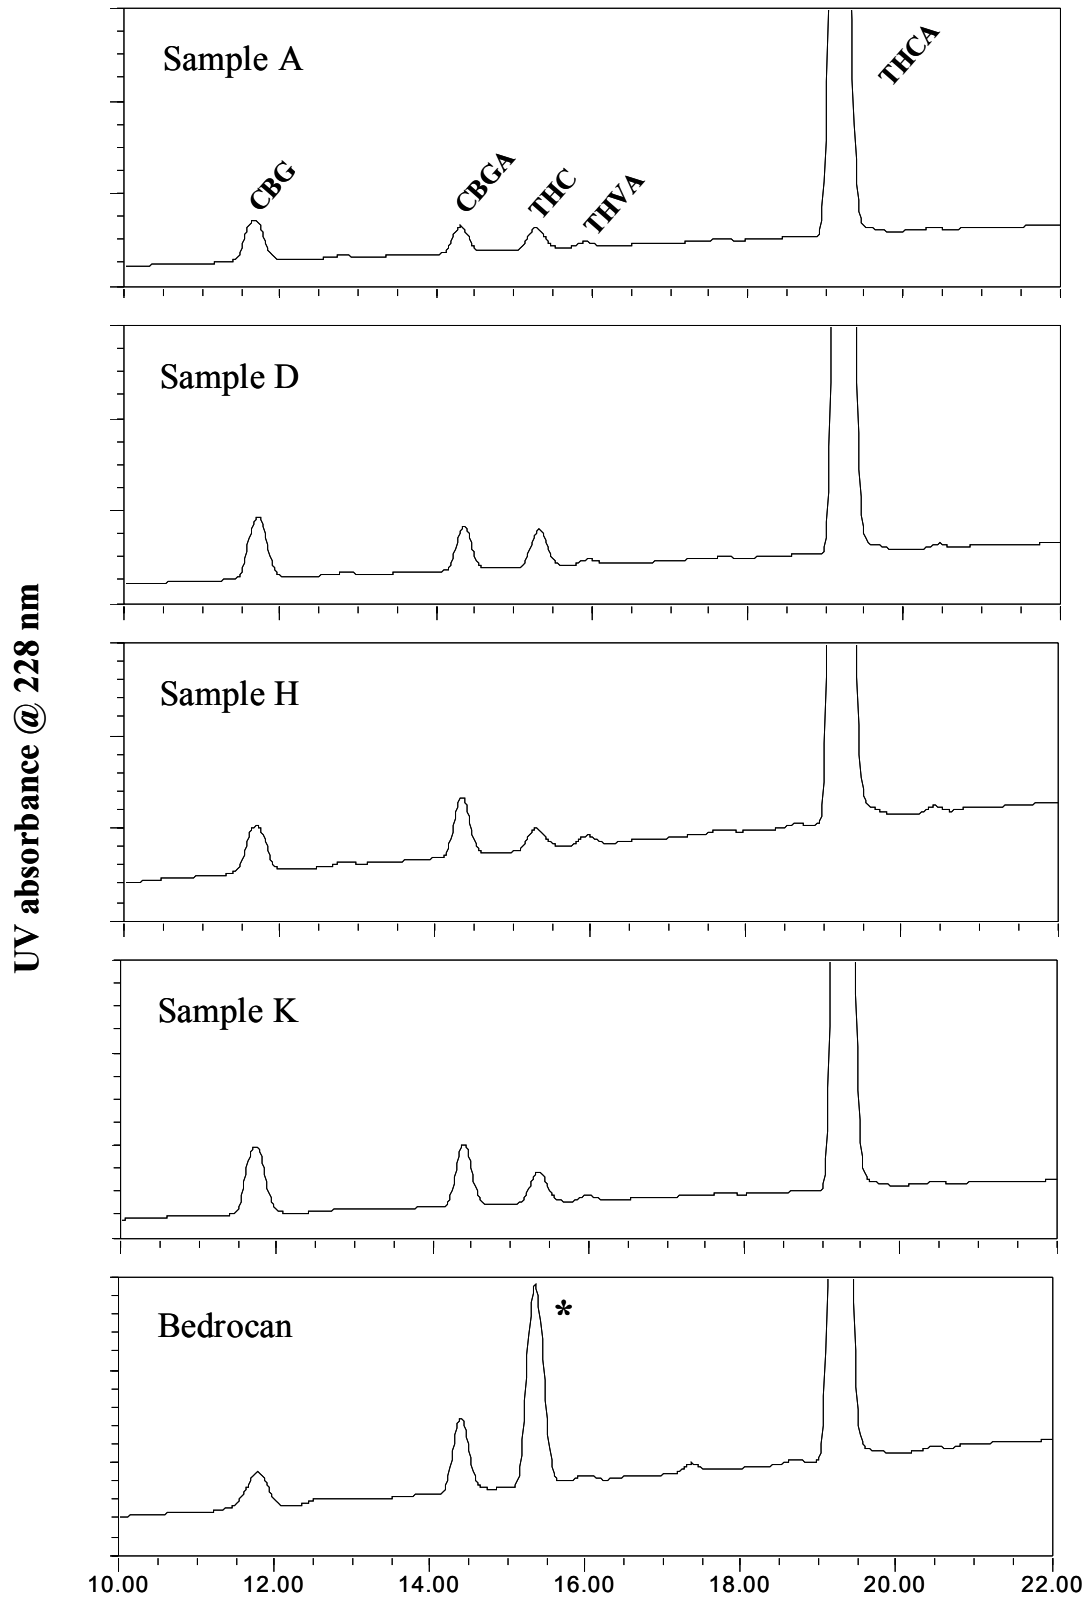 Sample A
THCA
CBG
CBGA
THC
THVA
Sample D
Sample H
UV absorbance @ 228 nm
Sample K
Bedrocan
*
10.00 12.00 14.00 16.00 18.00 20.00 22.00